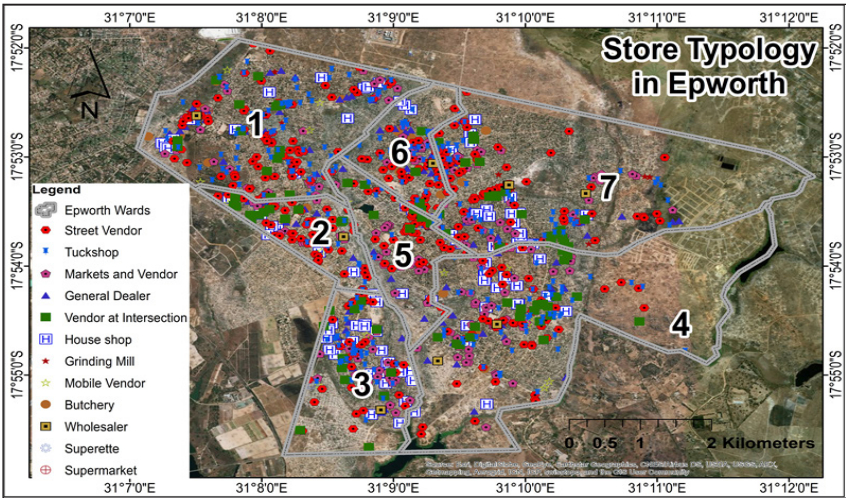 31°7'0"E 31°8'0"E 31°9'0"E 31°10'0"E 31°11'0"E 31°12'0"E
17°52'0"S 17°52'0"S
Store Typology
in Epworth
N
1
6
17°53'0"S 17°53'0"S
7
Legend
Epworth Wards
Street Vendor
2
5
Tuckshop
17°54'0"S 17°54'0"S
Markets and Vendor
General Dealer
Vendor at Intersection
4
House shop
Grinding Mill
17°55'0"S 17°55'0"S
3
Mobile Vendor
Butchery
Wholesaler
0 0.5 1 2 Kilometers
Superette
Supermarket
31°7'0"E 31°8'0"E 31°9'0"E 31°10'0"E 31°11'0"E 31°12'0"E